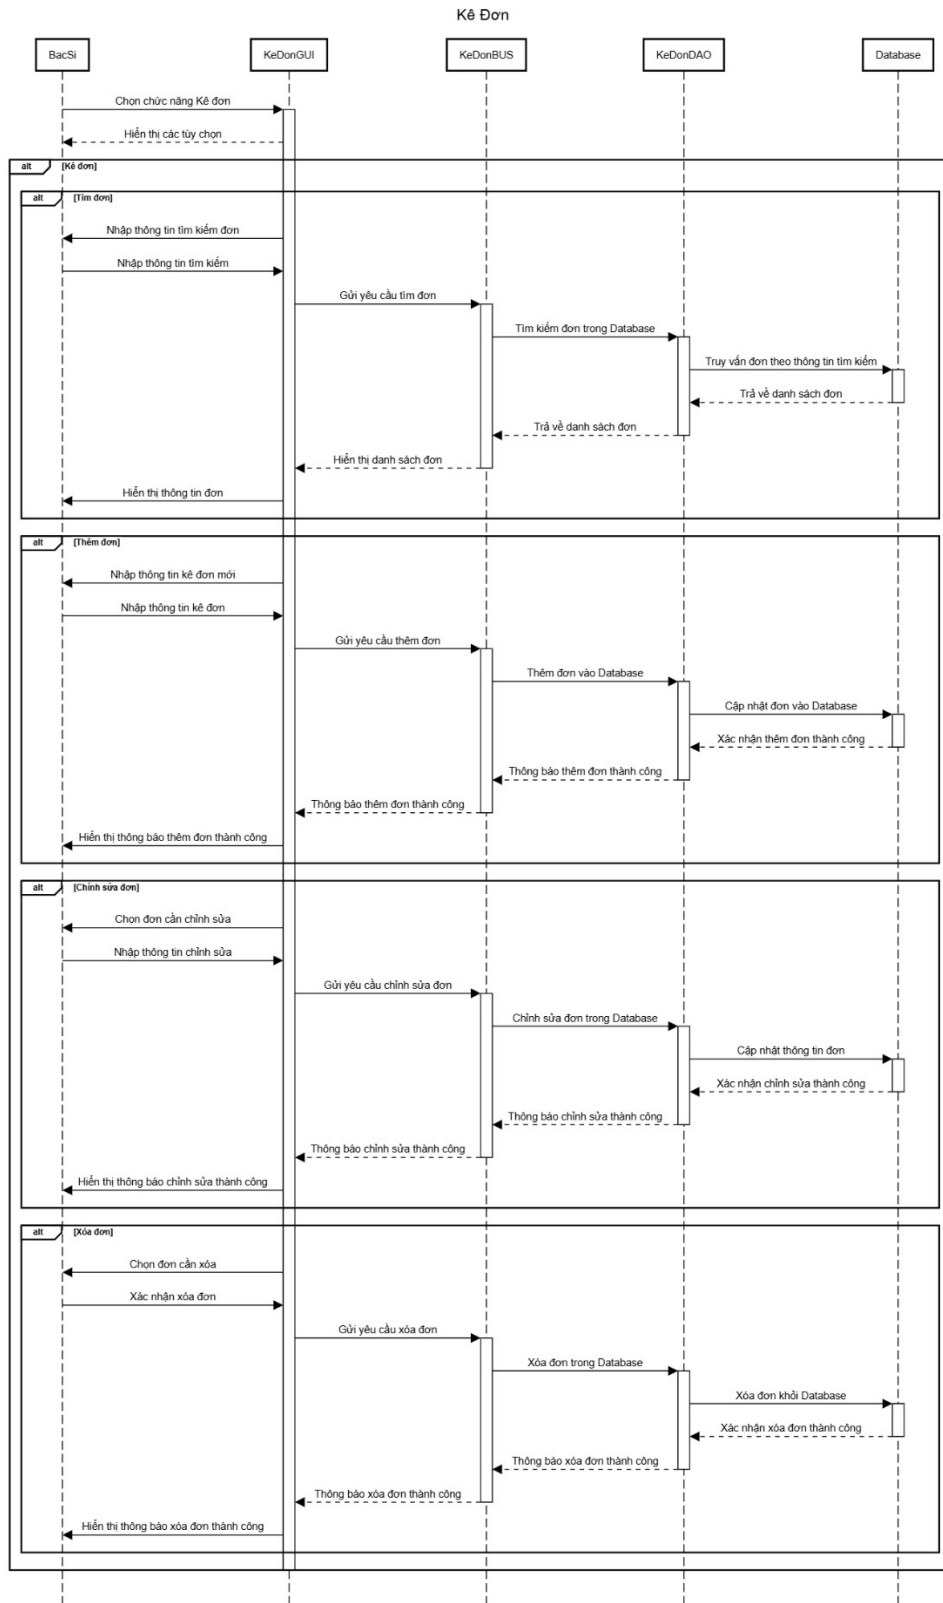 Kê Đơn
BacSi
KeDonGUI
KeDonBUS
KeDonDAO
Database
Chọn chức năng Kê đơn
Hiển thị các tùy chọn
alt
[Kê đơn]
alt
[Tìm đơn]
Nhập thông tin tìm kiếm đơn
Nhập thông tin tìm kiếm
Gửi yêu cầu tìm đơn
Tìm kiếm đơn trong Database
Truy vấn đơn theo thông tin tìm kiếm
Trả về danh sách đơn
Trả về danh sách đơn
Hiển thị danh sách đơn
Hiển thị thông tin đơn
alt
[Thêm đơn]
Nhập thông tin kê đơn mới
Nhập thông tin kê đơn
Gửi yêu cầu thêm đơn
Thêm đơn vào Database
Cập nhật đơn vào Database
Xác nhận thêm đơn thành công
Thông báo thêm đơn thành công
Thông báo thêm đơn thành công
Hiển thị thông báo thêm đơn thành công
alt
[Chỉnh sửa đơn]
Chọn đơn cần chỉnh sửa
Nhập thông tin chỉnh sửa
Gửi yêu cầu chỉnh sửa đơn
Chỉnh sửa đơn trong Database
Cập nhật thông tin đơn
Xác nhận chỉnh sửa thành công
Thông báo chỉnh sửa thành công
Thông báo chỉnh sửa thành công
Hiển thị thông báo chỉnh sửa thành công
alt
[Xóa đơn]
Chọn đơn cần xóa
Xác nhận xóa đơn
Gửi yêu cầu xóa đơn
Xóa đơn trong Database
Xóa đơn khỏi Database
Xác nhận xóa đơn thành công
Thông báo xóa đơn thành công
Thông báo xóa đơn thành công
Hiển thị thông báo xóa đơn thành công